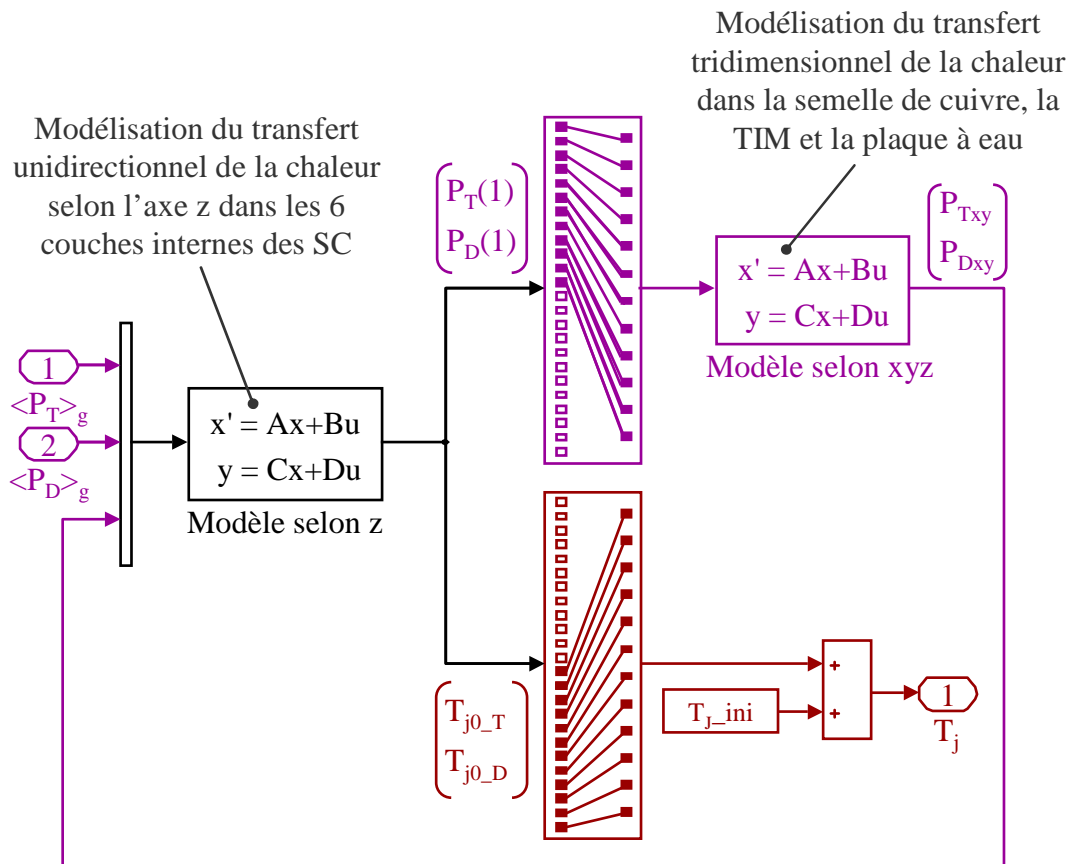 Modélisation du transfert
tridimensionnel de la chaleur
dans la semelle de cuivre, la
TIM et la plaque à eau
Modélisation du transfert
unidirectionnel de la chaleur
selon l'axe z dans les 6
couches internes des SC
P_T(1)
P_D(1)
P_Txy
P_Dxy
x' = Ax+Bu
y = Cx+Du
Modèle selon xyz
1
<P_T>_g
2
<P_D>_g
x' = Ax+Bu
y = Cx+Du
Modèle selon z
T_j0_T
T_j0_D
T_J_ini
+
+
1
T_j